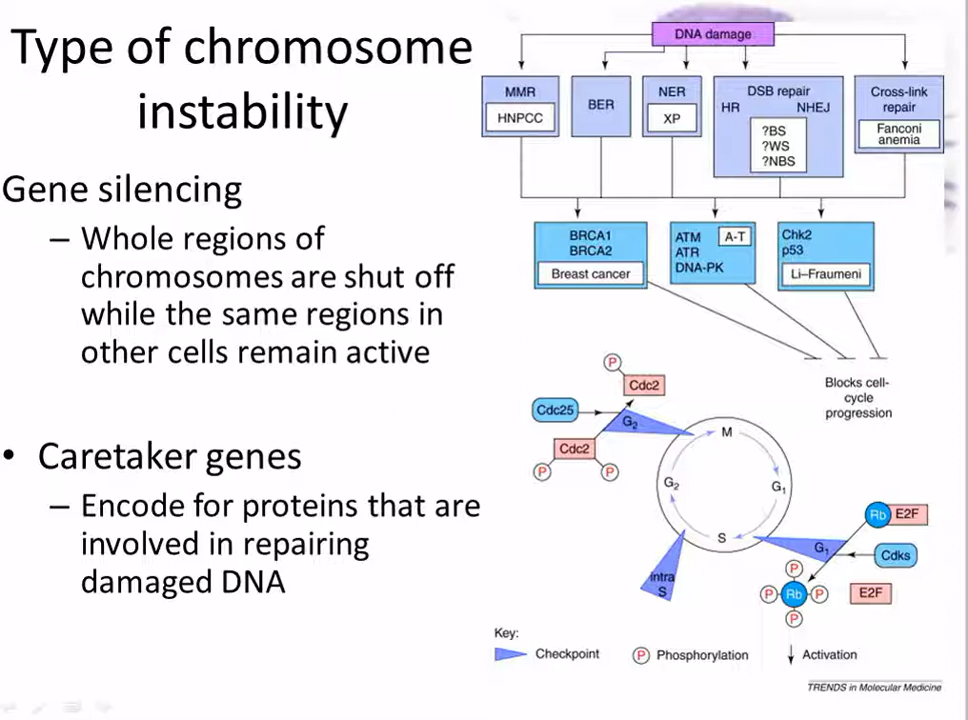 Type of chromosome
instability
Gene silencing
– Whole regions of
chromosomes are shut off
while the same regions in
other cells remain active
• Caretaker genes
– Encode for proteins that are
involved in repairing
damaged DNA
DNA damage
MMR
HNPCC
BER
NER
XP
DSB repair
HR NHEJ
?BS
?WS
?NBS
Cross-link
repair
Fanconi
anemia
BRCA1
BRCA2
Breast cancer
ATM A-T
ATR
DNA-PK
Chk2
p53
Li–Fraumeni
Blocks cell-
cycle
progression
P
Cdc2
Cdc25
G2
Cdc2
P P
M
G2
G1
S
Intra
S
G1
Rb E2F
Cdks
P
P Rb P
P
E2F
Key:
Checkpoint
P Phosphorylation
Activation
TRENDS in Molecular Medicine